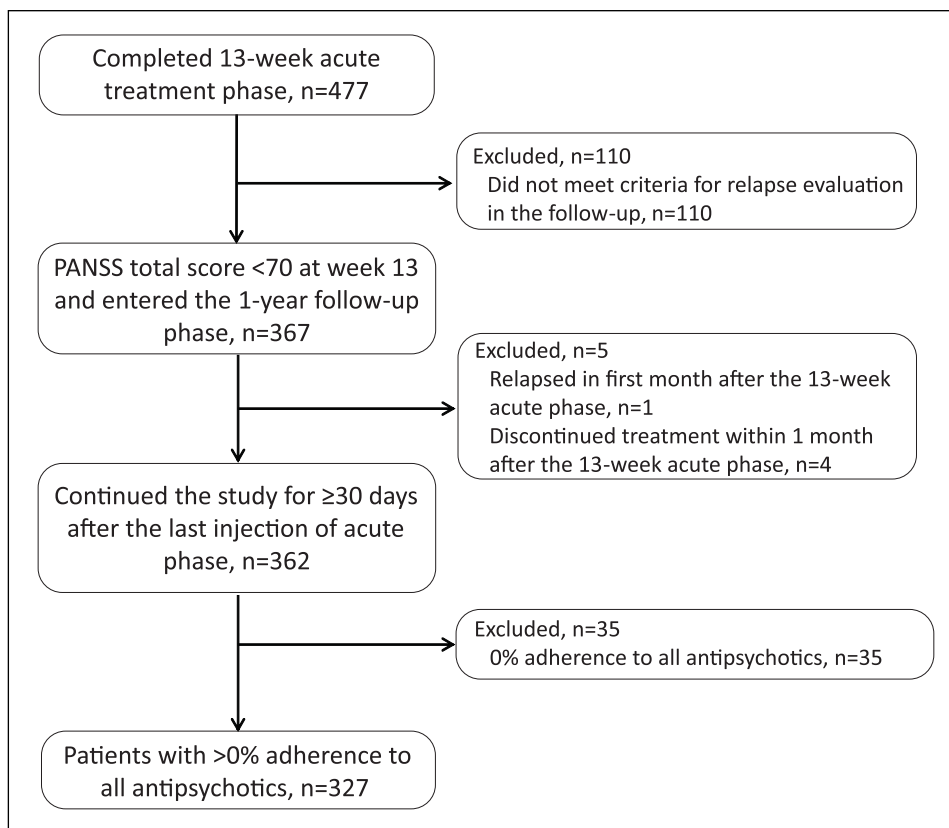 Completed 13-week acute
treatment phase, n=477
Excluded, n=110
Did not meet criteria for relapse evaluation
in the follow-up, n=110
PANSS total score <70 at week 13
and entered the 1-year follow-up
phase, n=367
Excluded, n=5
Relapsed in first month after the 13-week
acute phase, n=1
Discontinued treatment within 1 month
after the 13-week acute phase, n=4
Continued the study for ≥30 days
after the last injection of acute
phase, n=362
Excluded, n=35
0% adherence to all antipsychotics, n=35
Patients with >0% adherence to
all antipsychotics, n=327